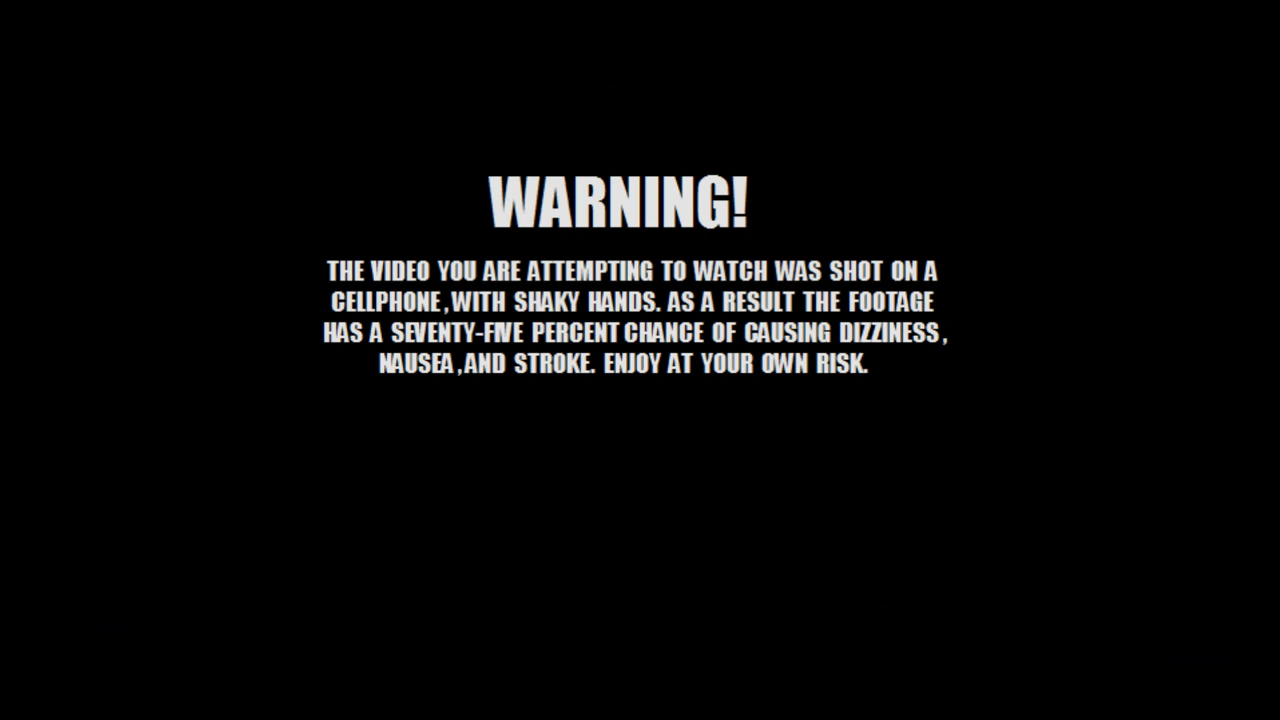 WARNING!
THE VIDEO YOU ARE ATTEMPTING TO WATCH WAS SHOT ON A
CELLPHONE, WITH SHAKY HANDS. AS A RESULT THE FOOTAGE
HAS A SEVENTY-FIVE PERCENT CHANCE OF CAUSING DIZZINESS,
NAUSEA, AND STROKE. ENJOY AT YOUR OWN RISK.